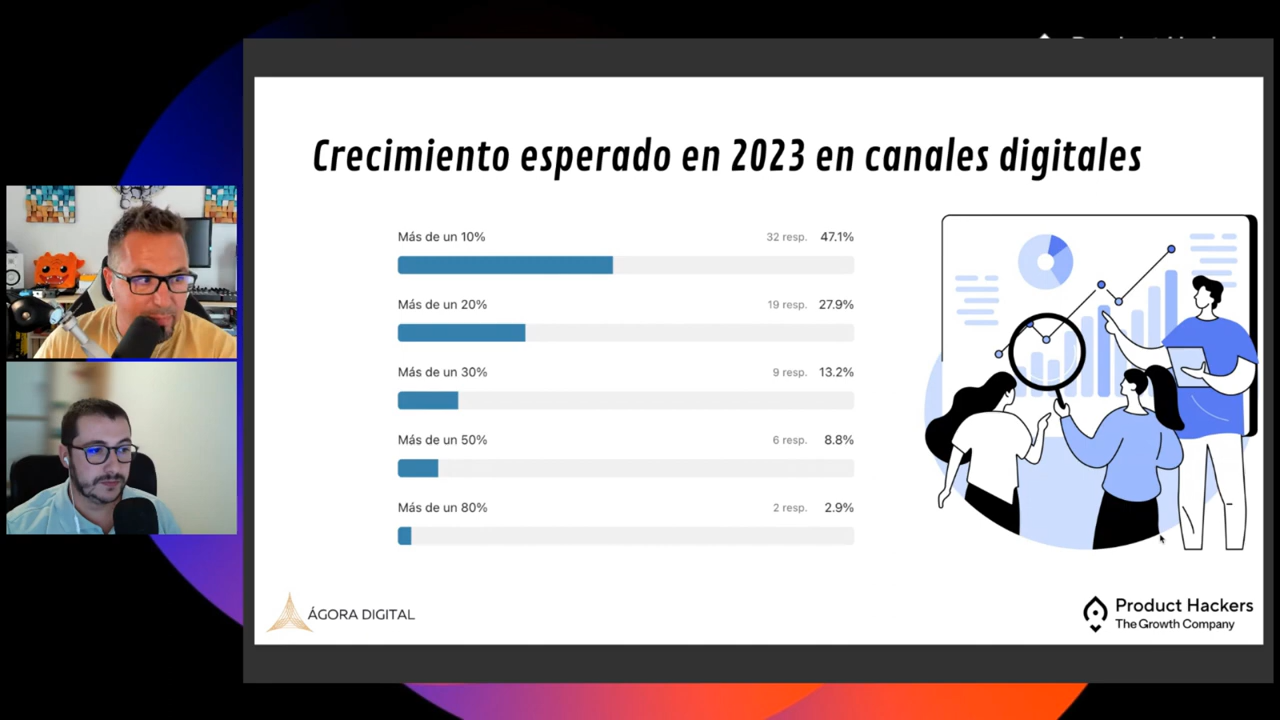 Crecimiento esperado en 2023 en canales digitales
Más de un 10% 32 resp. 47.1%
Más de un 20% 19 resp. 27.9%
Más de un 30% 9 resp. 13.2%
Más de un 50% 6 resp. 8.8%
Más de un 80% 2 resp. 2.9%
ÁGORA DIGITAL
Product Hackers
The Growth Company